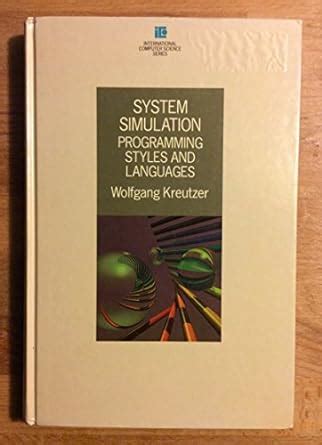 INTERNATIONAL
COMPUTER SCIENCE
SERIES
SYSTEM
SIMULATION
PROGRAMMING
STYLES AND
LANGUAGES
Wolfgang Kreutzer